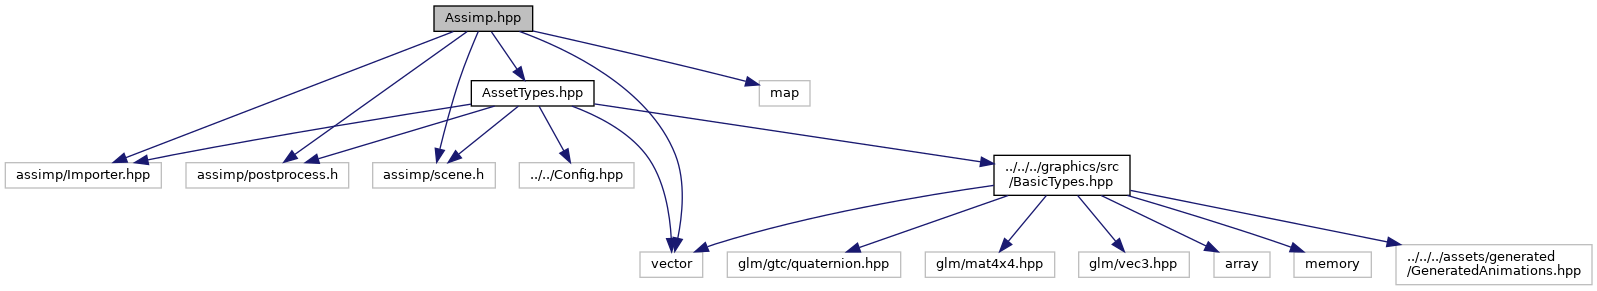 Assimp.hpp
AssetTypes.hpp
map
assimp/Importer.hpp
assimp/postprocess.h
assimp/scene.h
../../Config.hpp
../../../graphics/src
/BasicTypes.hpp
vector
glm/gtc/quaternion.hpp
glm/mat4x4.hpp
glm/vec3.hpp
array
memory
../../../assets/generated
/GeneratedAnimations.hpp